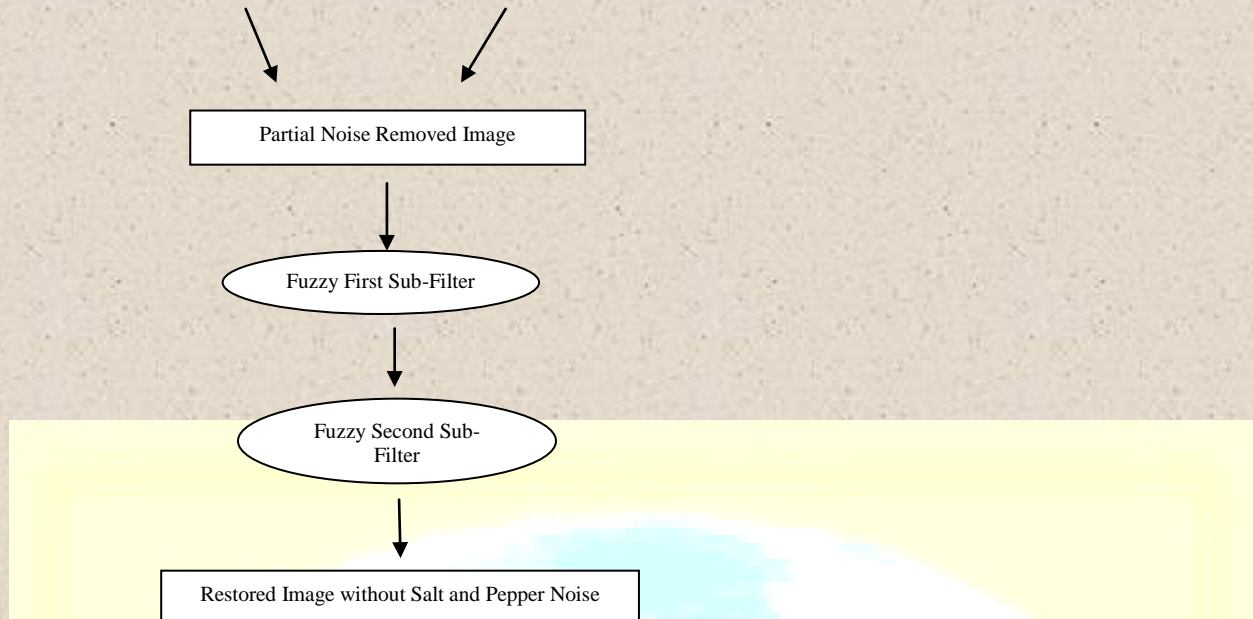 Partial Noise Removed Image
Fuzzy First Sub-Filter
Fuzzy Second Sub-
Filter
Restored Image without Salt and Pepper Noise